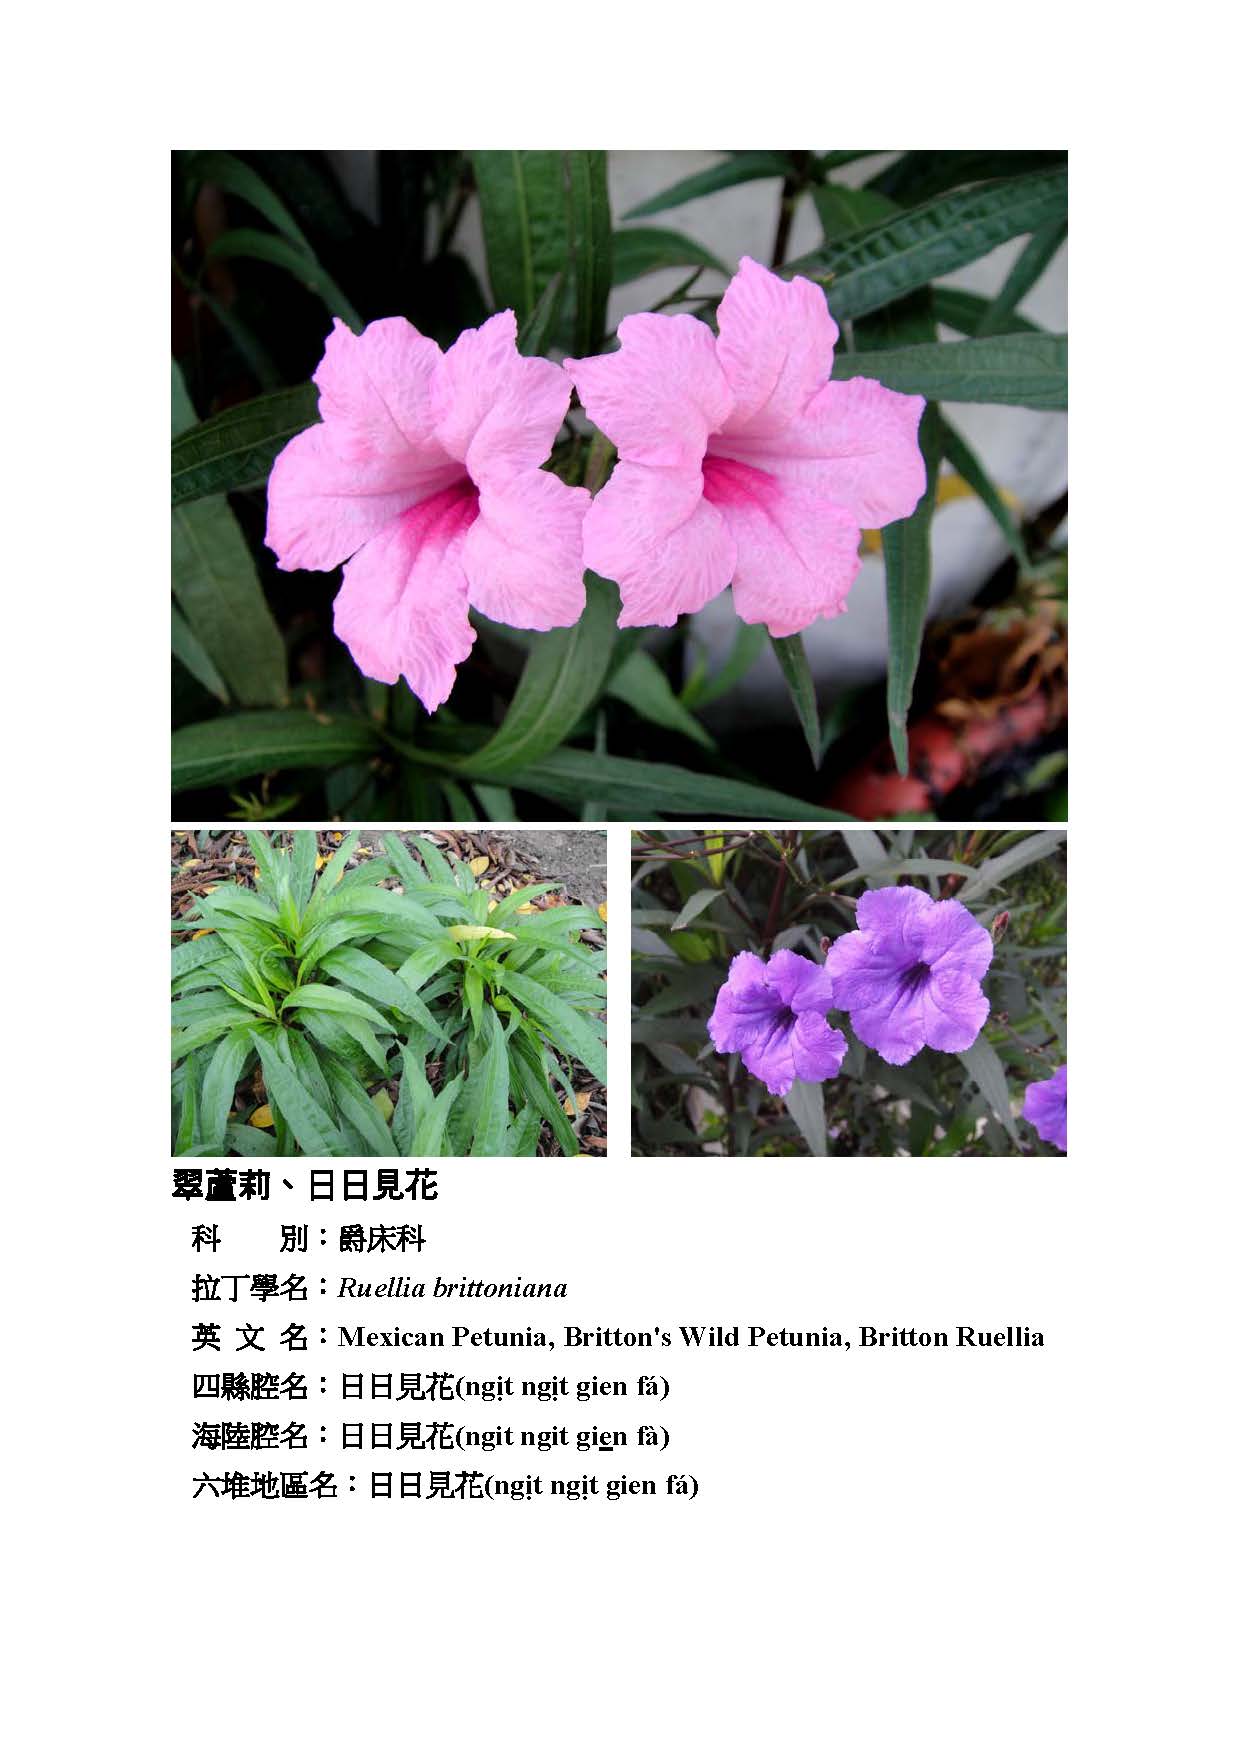 翠蘆莉、日日見花
科　　別：爵床科
拉丁學名：Ruellia brittoniana
英 文 名：Mexican Petunia, Britton's Wild Petunia, Britton Ruellia
四縣腔名：日日見花(ngịt ngịt gien fá)
海陸腔名：日日見花(ngit ngit gi<u>e</u>n fà)
六堆地區名：日日見花(ngịt ngịt gien fá)